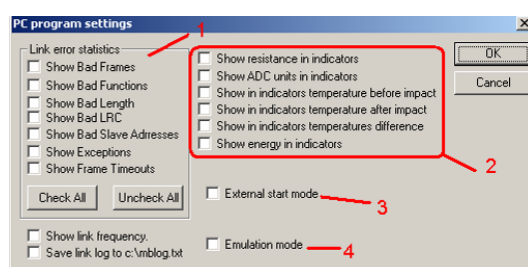 PC program settings
1
Link error statistics
Show Bad Frames
Show Bad Functions
Show Bad Length
Show Bad LRC
Show Bad Slave Adrresses
Show Exceptions
Show Frame Timeouts
Check All
Uncheck All
Show link frequency.
Save link log to c:\mblog.txt
Show resistance in indicators
Show ADC units in indicators
Show in indicators temperature before impact
Show in indicators temperature after impact
Show in indicators temperatures difference
Show energy in indicators
2
External start mode
3
Emulation mode
4
OK
Cancel